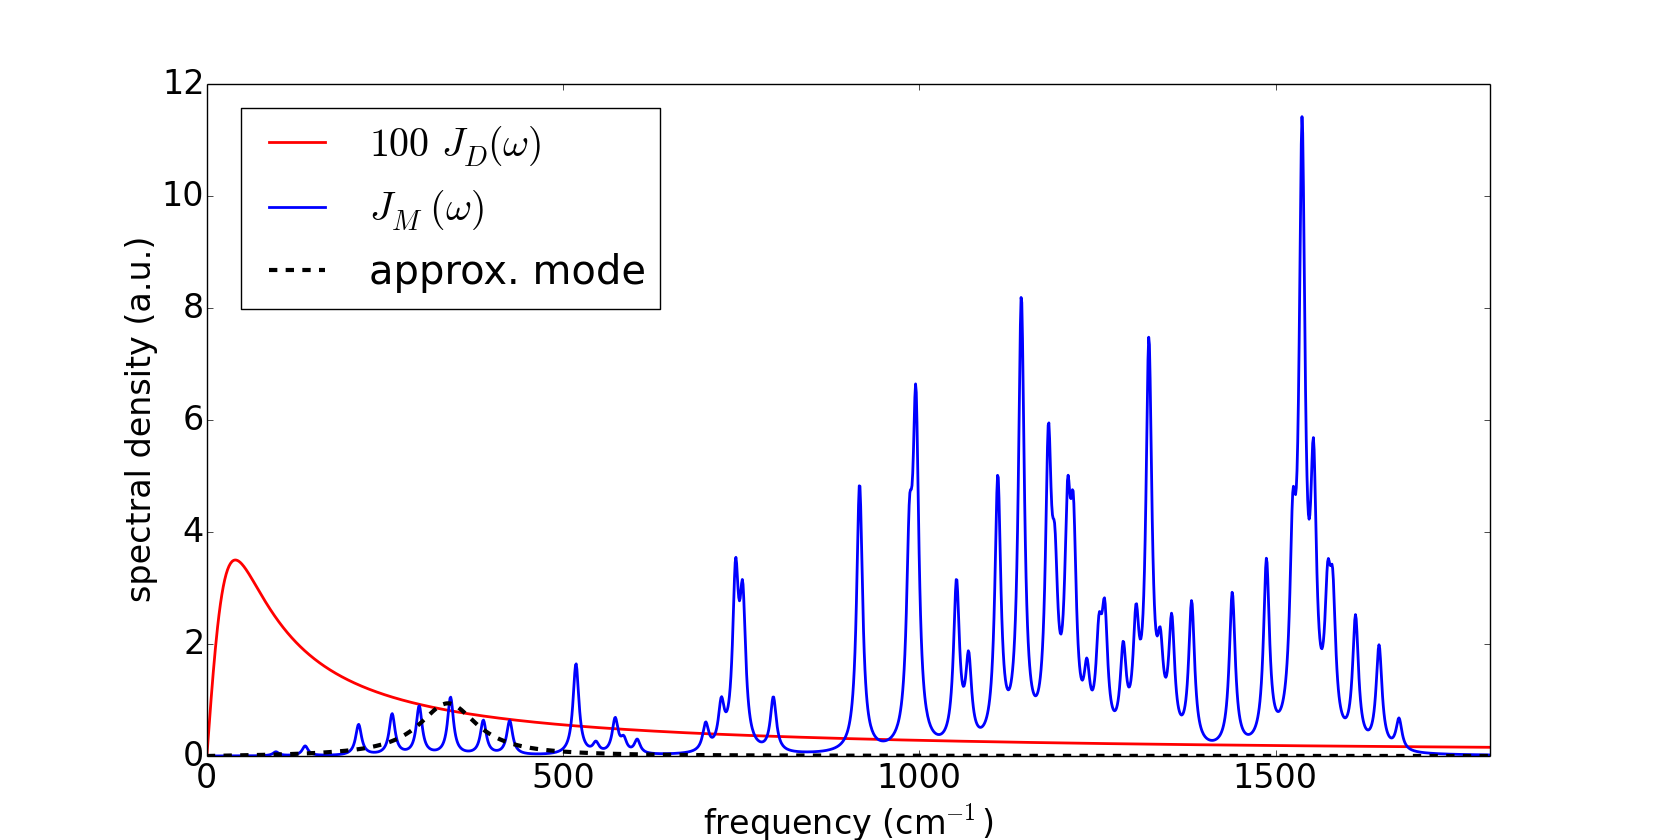 12
10
8
6
4
2
0
spectral density (a.u.)
100 J_D(ω)
J_M(ω)
approx. mode
0 500 1000 1500
frequency (cm⁻¹)